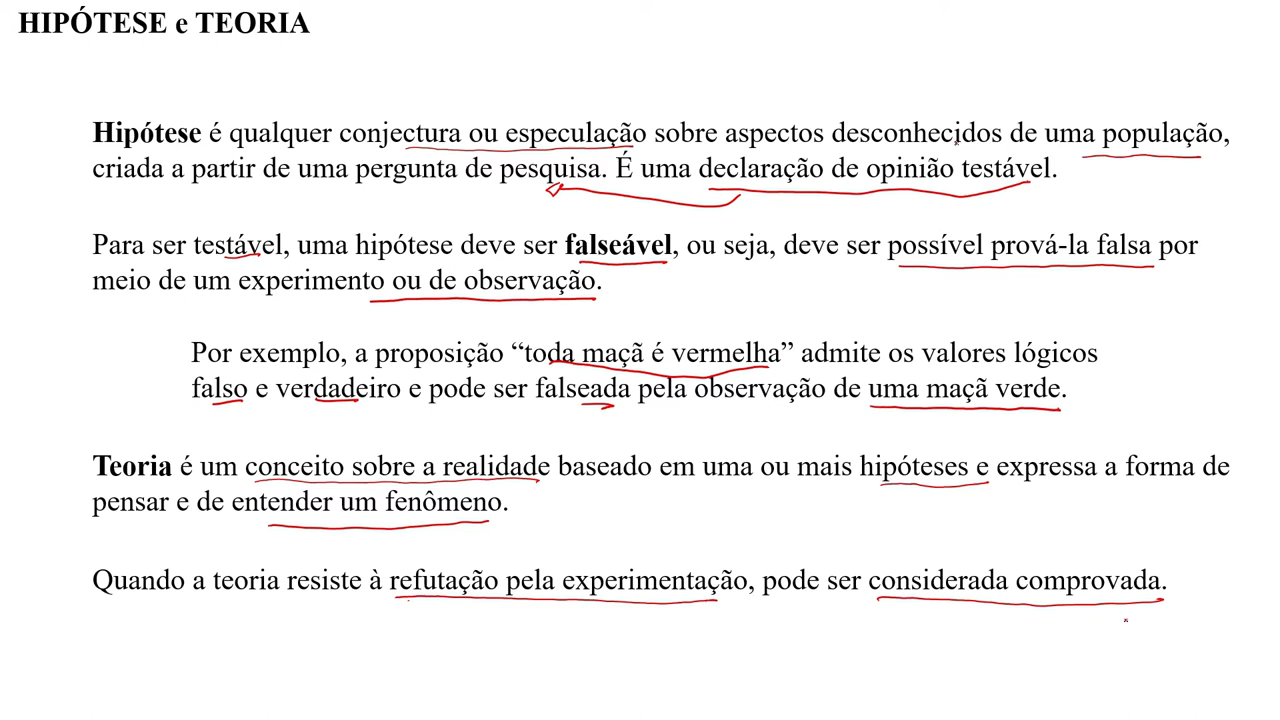 HIPÓTESE e TEORIA
Hipótese é qualquer conjectura ou especulação sobre aspectos desconhecidos de uma população,
criada a partir de uma pergunta de pesquisa. É uma declaração de opinião testável.
Para ser testável, uma hipótese deve ser falseável, ou seja, deve ser possível prová-la falsa por
meio de um experimento ou de observação.
Por exemplo, a proposição “toda maçã é vermelha” admite os valores lógicos
falso e verdadeiro e pode ser falseada pela observação de uma maçã verde.
Teoria é um conceito sobre a realidade baseado em uma ou mais hipóteses e expressa a forma de
pensar e de entender um fenômeno.
Quando a teoria resiste à refutação pela experimentação, pode ser considerada comprovada.